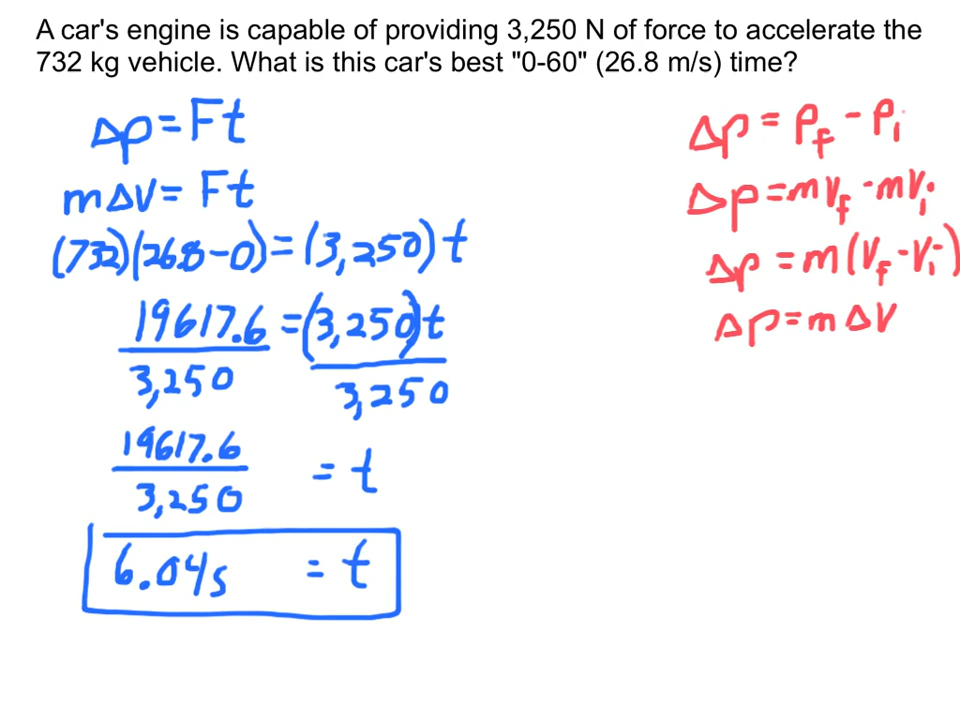 A car's engine is capable of providing 3,250 N of force to accelerate the
732 kg vehicle. What is this car's best "0-60" (26.8 m/s) time?
Δp = Ft
mΔV = Ft
(732)(26.8-0) = (3,250) t
19617.6 = (3,250)t
3,250 3,250
19617.6 = t
3,250
6.04s = t
Δp = Pf - Pi
Δp = mVf - mVi
Δp = m(Vf - Vi)
Δp = mΔV